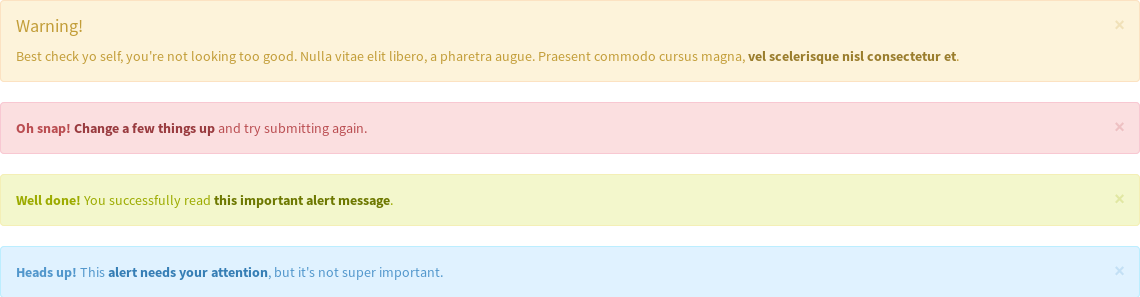 Warning!
×
Best check yo self, you're not looking too good. Nulla vitae elit libero, a pharetra augue. Praesent commodo cursus magna, vel scelerisque nisl consectetur et.
Oh snap! Change a few things up and try submitting again.
×
Well done! You successfully read this important alert message.
×
Heads up! This alert needs your attention, but it's not super important.
×